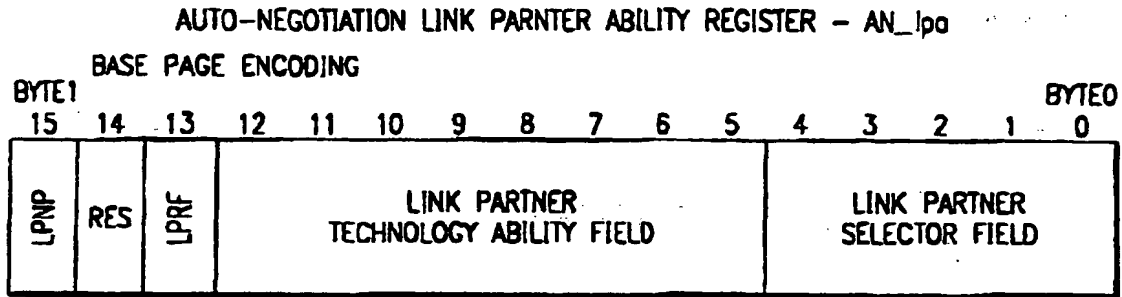 AUTO-NEGOTIATION LINK PARNTER ABILITY REGISTER - AN_lpa
BASE PAGE ENCODING
BYTE1 BYTE0
15 14 13 12 11 10 9 8 7 6 5 4 3 2 1 0
LPNP RES LPRF LINK PARTNER TECHNOLOGY ABILITY FIELD LINK PARTNER SELECTOR FIELD